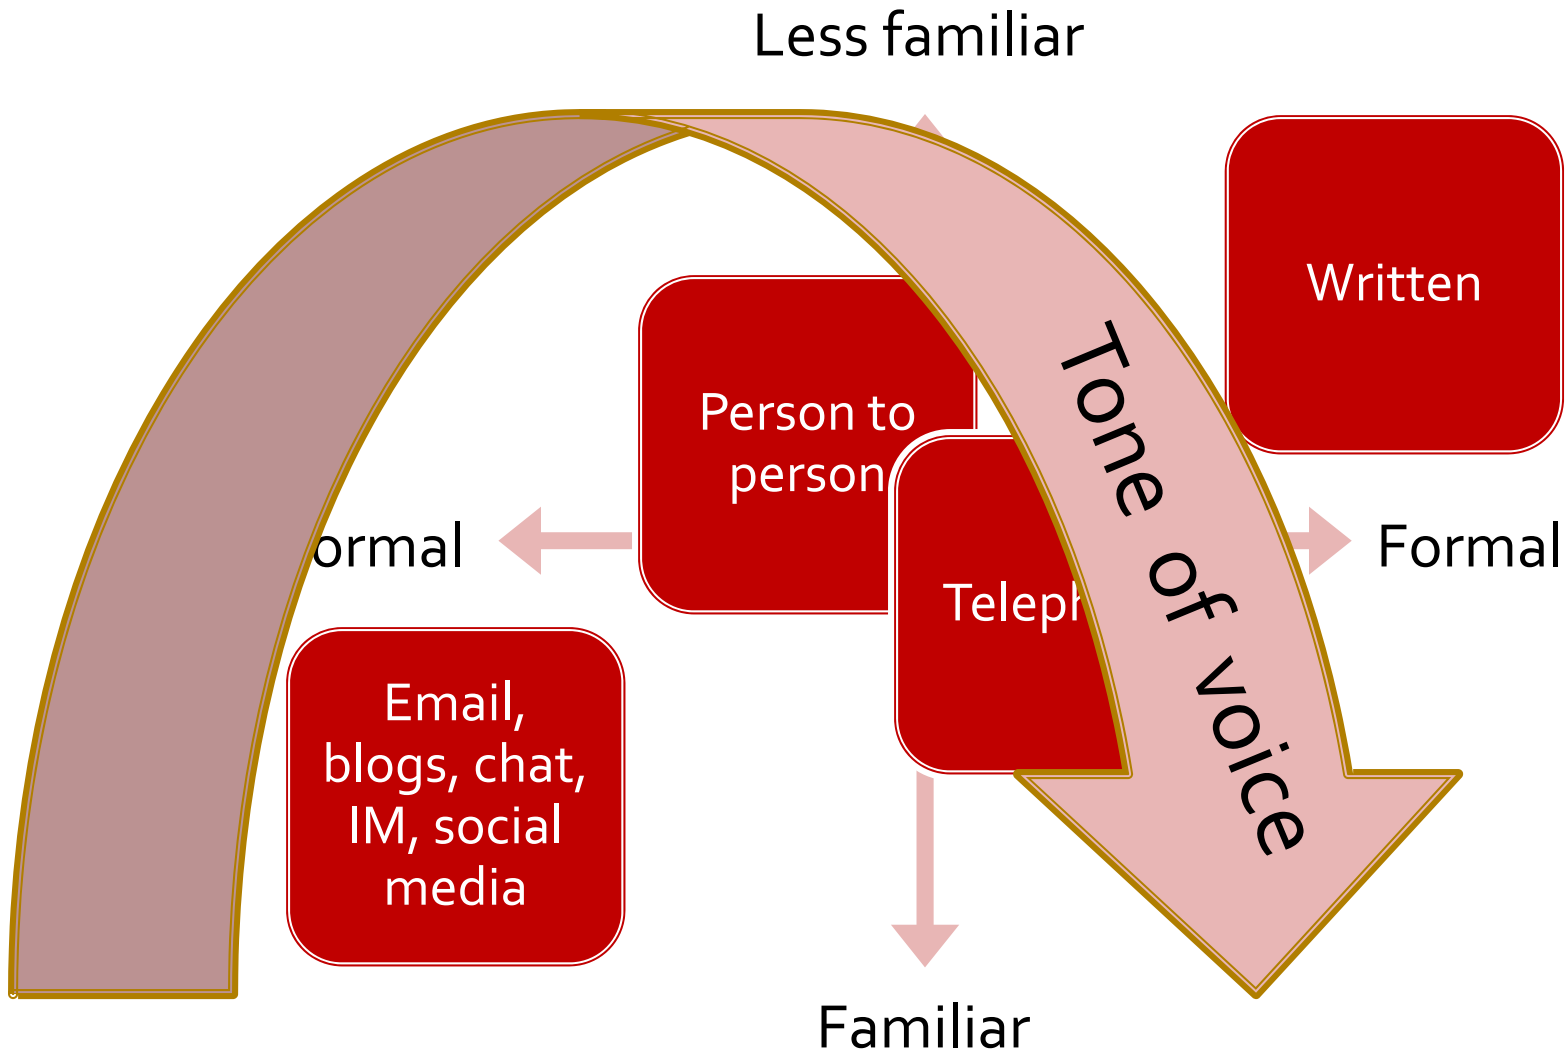 Less familiar
Written
Person to
person
Tone of voice
ormal
Formal
Teleph
Email,
blogs, chat,
IM, social
media
Familiar